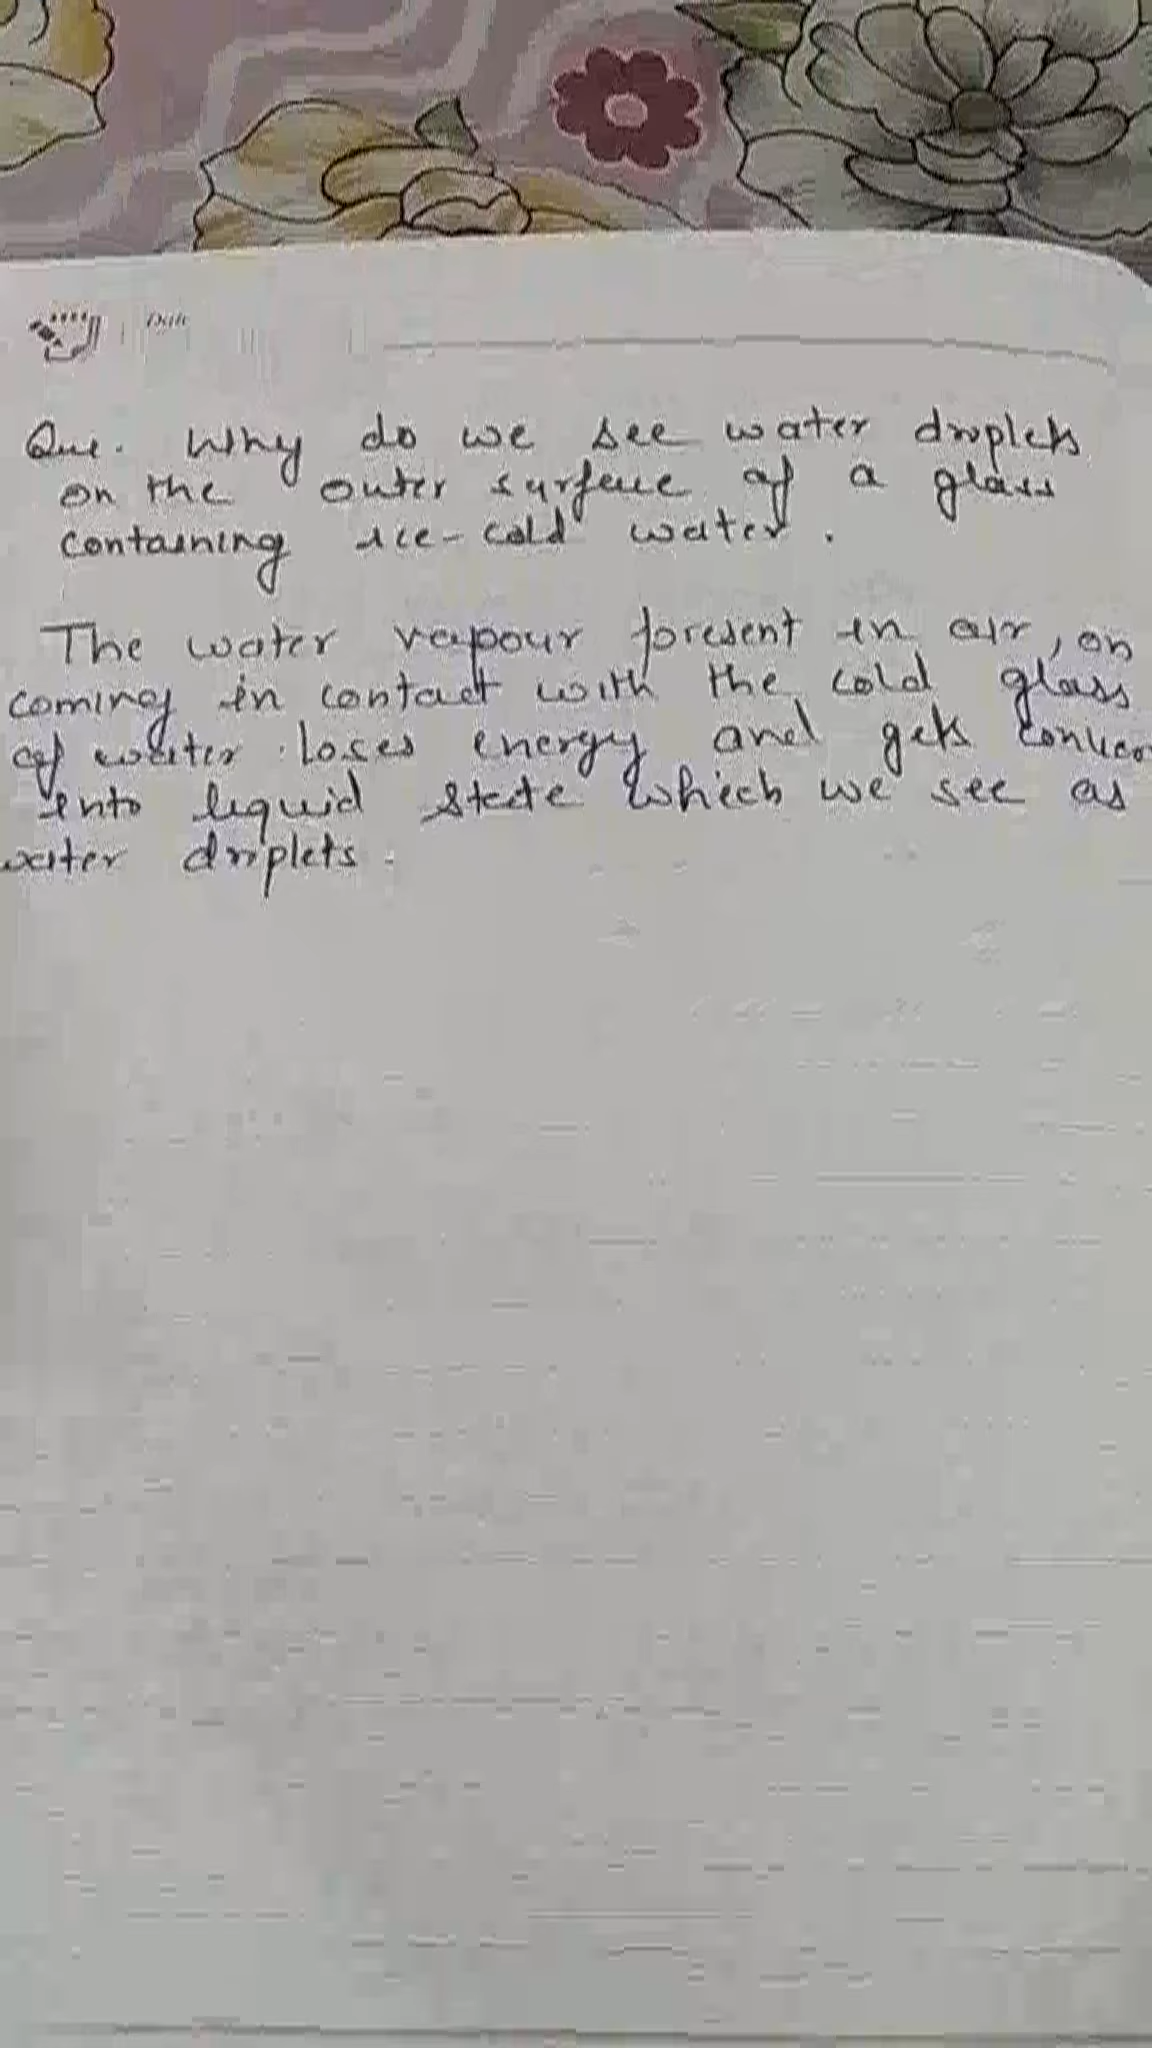 Date
Que. Why do we see water droplets
on the outer surface of a glass
containing ice-cold water.
The water vapour present in air, on
coming in contact with the cold glass
of water loses energy and gets conver
into liquid state which we see as
water droplets.